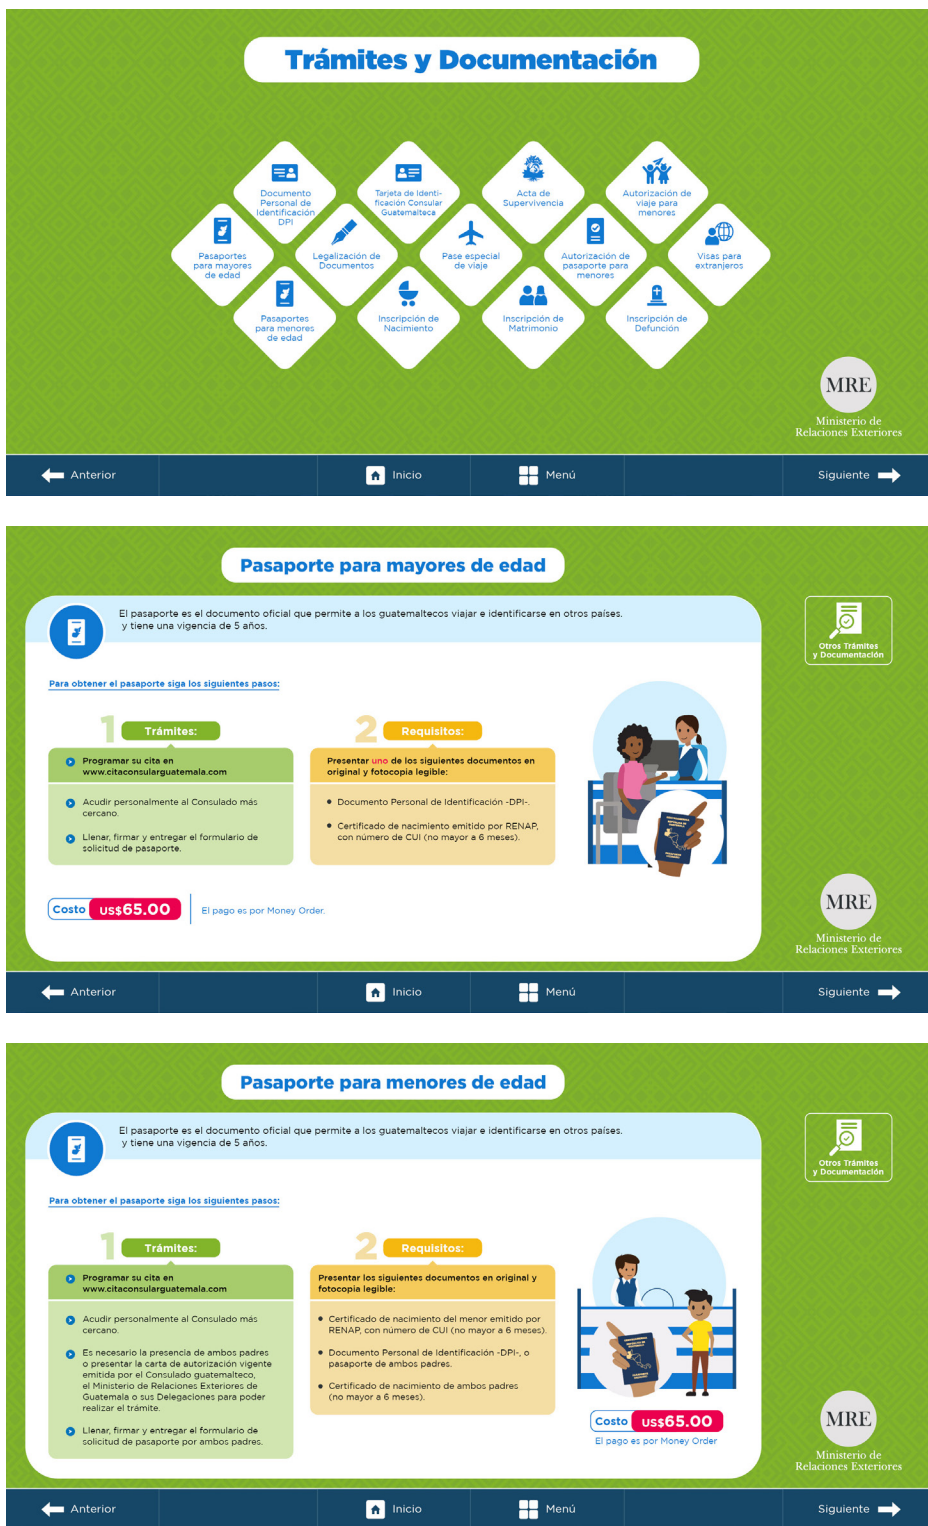 Trámites y Documentación
Documento
Personal de
Identificación
DPI
Tarjeta de Identi-
ficación Consular
Guatemalteca
Acta de
Supervivencia
Autorización de
viaje para
menores
Pasaportes
para mayores
de edad
Legalización de
Documentos
Pase especial
de viaje
Autorización de
pasaporte para
menores
Visas para
extranjeros
Pasaportes
para menores
de edad
Inscripción de
Nacimiento
Inscripción de
Matrimonio
Inscripción de
Defunción
MRE
Ministerio de
Relaciones Exteriores
Anterior
Inicio
Menú
Siguiente
Pasaporte para mayores de edad
El pasaporte es el documento oficial que permite a los guatemaltecos viajar e identificarse en otros países.
y tiene una vigencia de 5 años.
Otros Trámites
y Documentación
Para obtener el pasaporte siga los siguientes pasos:
1 Trámites:
Programar su cita en
www.citaconsularguatemala.com
Acudir personalmente al Consulado más
cercano.
Llenar, firmar y entregar el formulario de
solicitud de pasaporte.
2 Requisitos:
Presentar uno de los siguientes documentos en
original y fotocopia legible:
Documento Personal de Identificación -DPI-.
Certificado de nacimiento emitido por RENAP,
con número de CUI (no mayor a 6 meses).
Costo US$65.00
El pago es por Money Order.
MRE
Ministerio de
Relaciones Exteriores
Anterior
Inicio
Menú
Siguiente
Pasaporte para menores de edad
El pasaporte es el documento oficial que permite a los guatemaltecos viajar e identificarse en otros países.
y tiene una vigencia de 5 años.
Otros Trámites
y Documentación
Para obtener el pasaporte siga los siguientes pasos:
1 Trámites:
Programar su cita en
www.citaconsularguatemala.com
Acudir personalmente al Consulado más
cercano.
Es necesario la presencia de ambos padres
o presentar la carta de autorización vigente
emitida por el Consulado guatemalteco,
el Ministerio de Relaciones Exteriores de
Guatemala o sus Delegaciones para poder
realizar el trámite.
Llenar, firmar y entregar el formulario de
solicitud de pasaporte por ambos padres.
2 Requisitos:
Presentar los siguientes documentos en original y
fotocopia legible:
Certificado de nacimiento del menor emitido por
RENAP, con número de CUI (no mayor a 6 meses).
Documento Personal de Identificación -DPI-, o
pasaporte de ambos padres.
Certificado de nacimiento de ambos padres
(no mayor a 6 meses).
Costo US$65.00
El pago es por Money Order
MRE
Ministerio de
Relaciones Exteriores
Anterior
Inicio
Menú
Siguiente